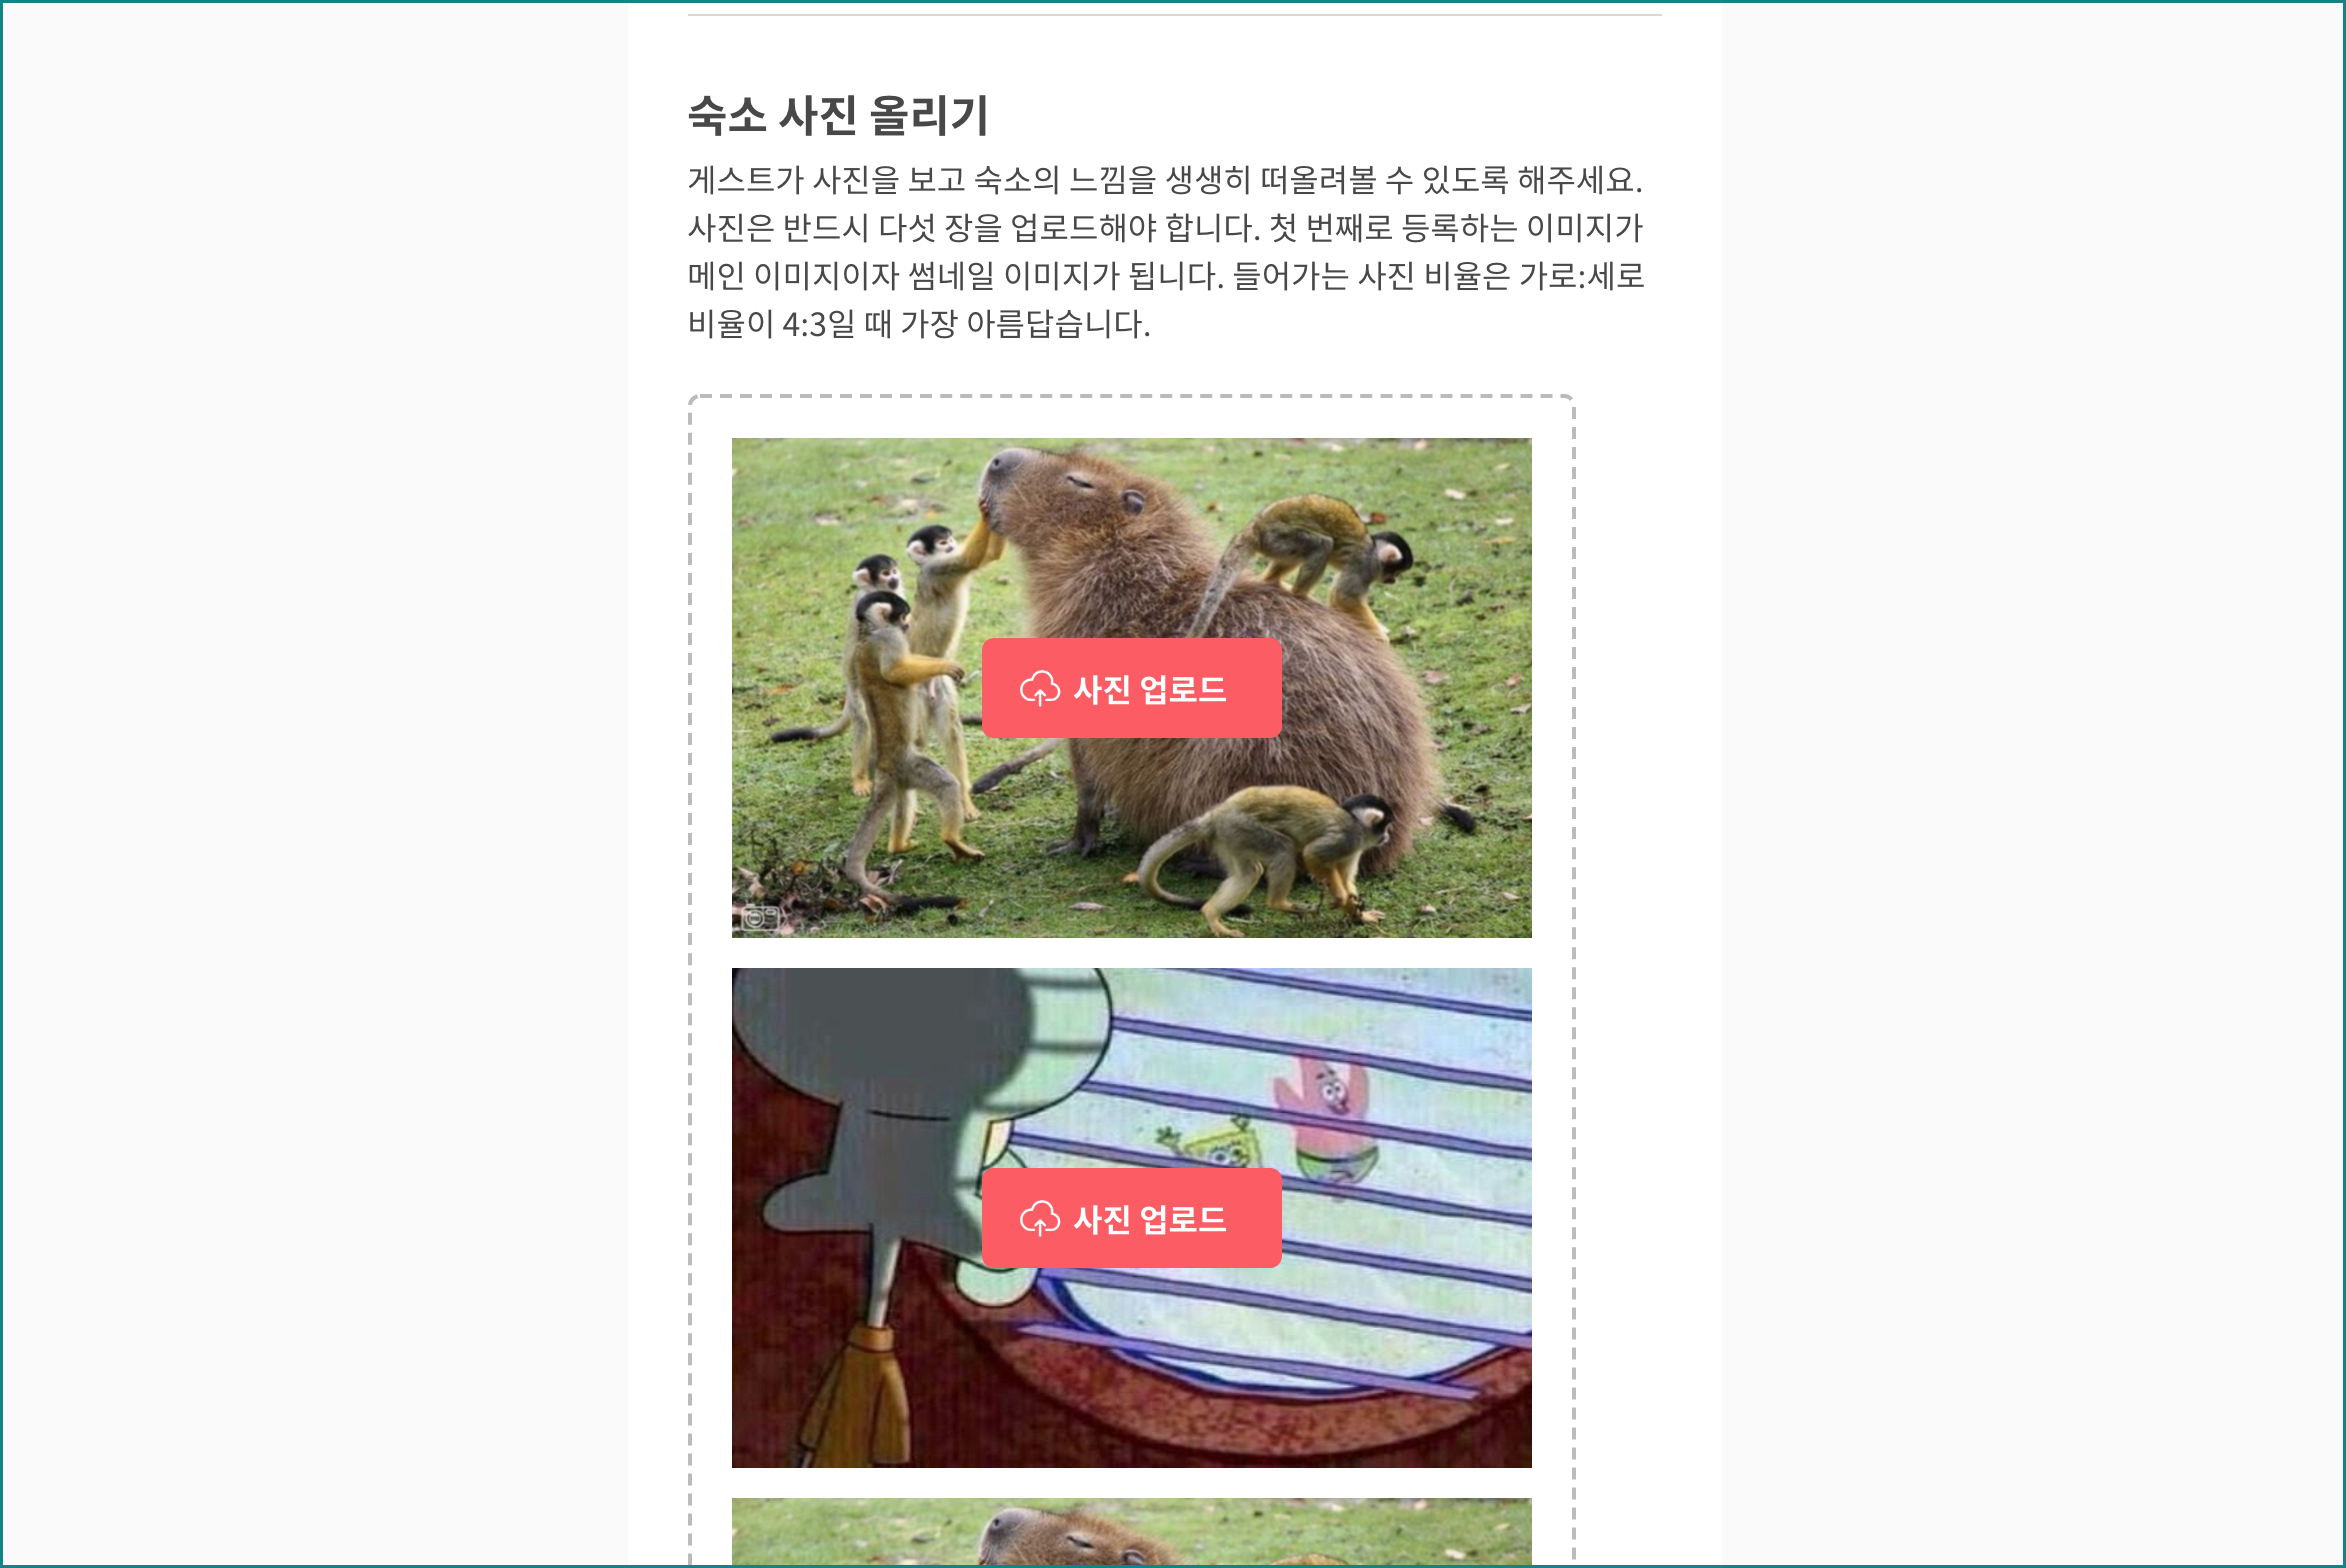 숙소 사진 올리기
게스트가 사진을 보고 숙소의 느낌을 생생히 떠올려볼 수 있도록 해주세요.
사진은 반드시 다섯 장을 업로드해야 합니다. 첫 번째로 등록하는 이미지가
메인 이미지이자 썸네일 이미지가 됩니다. 들어가는 사진 비율은 가로:세로
비율이 4:3일 때 가장 아름답습니다.
사진 업로드
사진 업로드